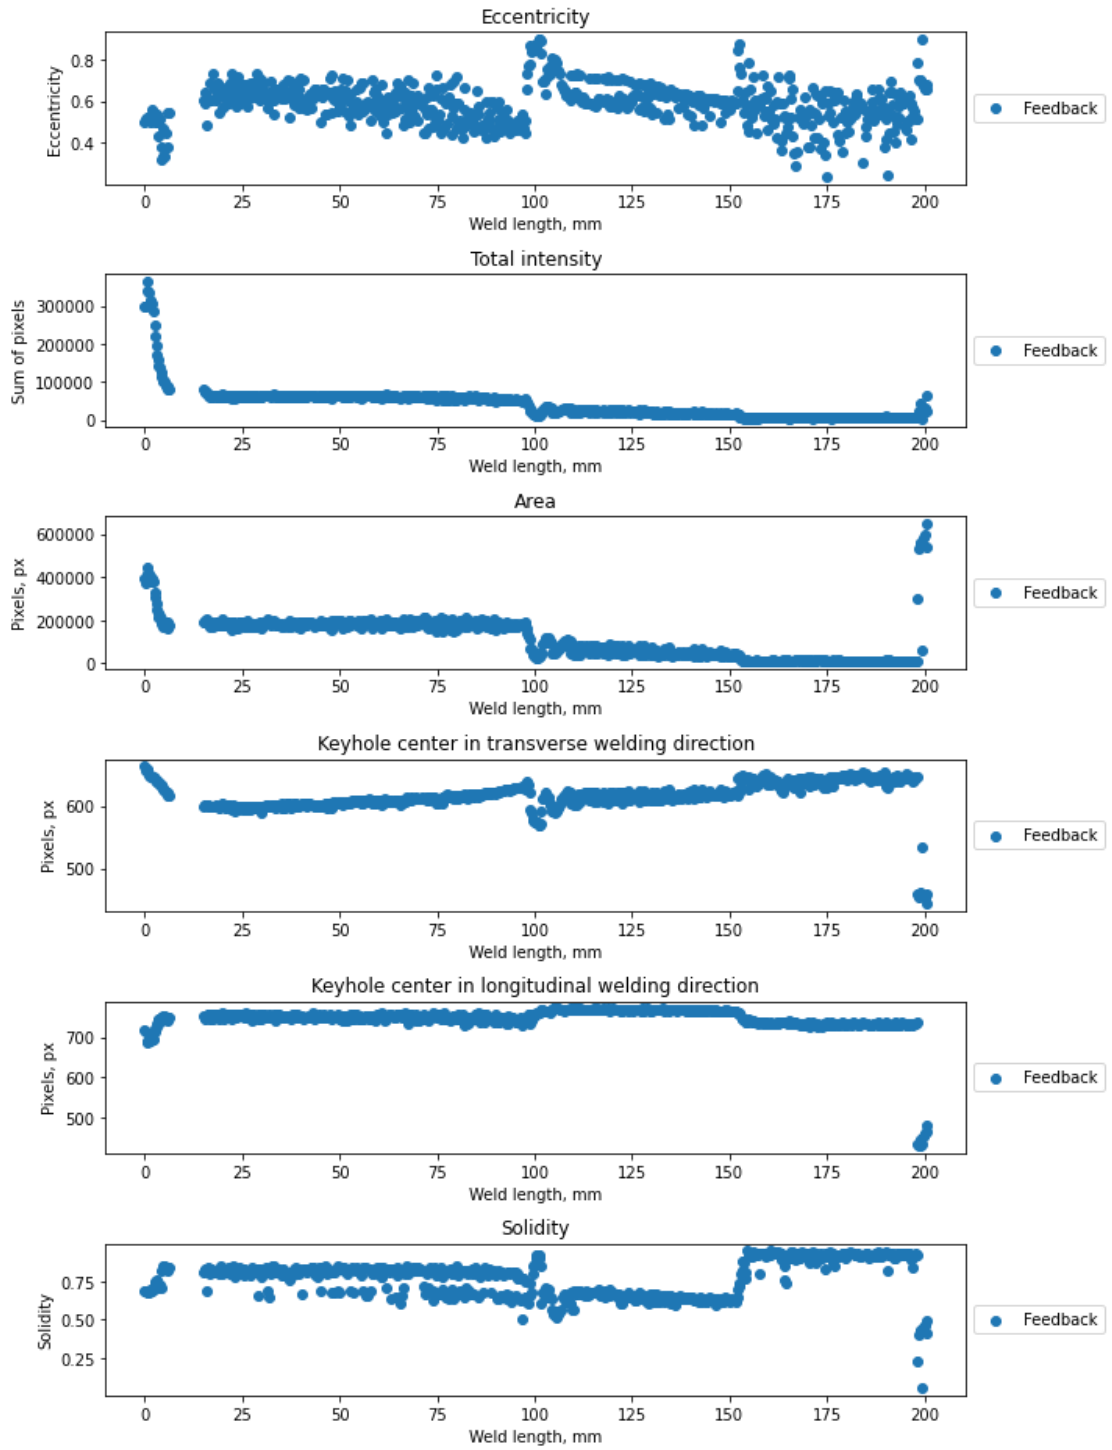 Eccentricity
Eccentricity
0.8
0.6
0.4
0 25 50 75 100 125 150 175 200
Weld length, mm
Feedback
Total intensity
Sum of pixels
300000
200000
100000
0
0 25 50 75 100 125 150 175 200
Weld length, mm
Feedback
Area
Pixels, px
600000
400000
200000
0
0 25 50 75 100 125 150 175 200
Weld length, mm
Feedback
Keyhole center in transverse welding direction
Pixels, px
600
500
0 25 50 75 100 125 150 175 200
Weld length, mm
Feedback
Keyhole center in longitudinal welding direction
Pixels, px
700
600
500
0 25 50 75 100 125 150 175 200
Weld length, mm
Feedback
Solidity
Solidity
0.75
0.50
0.25
0 25 50 75 100 125 150 175 200
Weld length, mm
Feedback